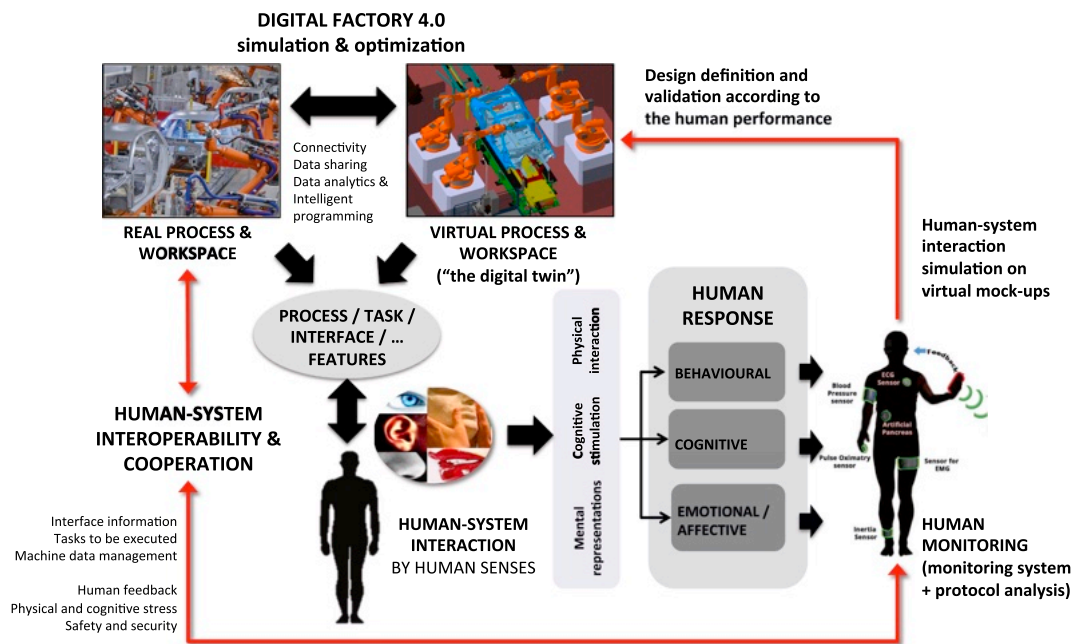 DIGITAL FACTORY 4.0
simulation & optimization
Connectivity
Data sharing
Data analytics &
Intelligent
programming
REAL PROCESS &
WORKSPACE
VIRTUAL PROCESS &
WORKSPACE
(“the digital twin”)
Design definition and
validation according to
the human performance
Human-system
interaction
simulation on
virtual mock-ups
PROCESS / TASK /
INTERFACE / ...
FEATURES
HUMAN-SYSTEM
INTEROPERABILITY &
COOPERATION
Interface information
Tasks to be executed
Machine data management
Human feedback
Physical and cognitive stress
Safety and security
HUMAN-SYSTEM
INTERACTION
BY HUMAN SENSES
Physical
interaction
Cognitive
stimulation
Mental
representations
HUMAN
RESPONSE
BEHAVIOURAL
COGNITIVE
EMOTIONAL /
AFFECTIVE
Feedback
ECG
Sensor
Blood
Pressure
sensor
Artificial
Pancreas
Pulse Oximatry
sensor
Sensor for
EMG
Inertia
Sensor
HUMAN
MONITORING
(monitoring system
+ protocol analysis)